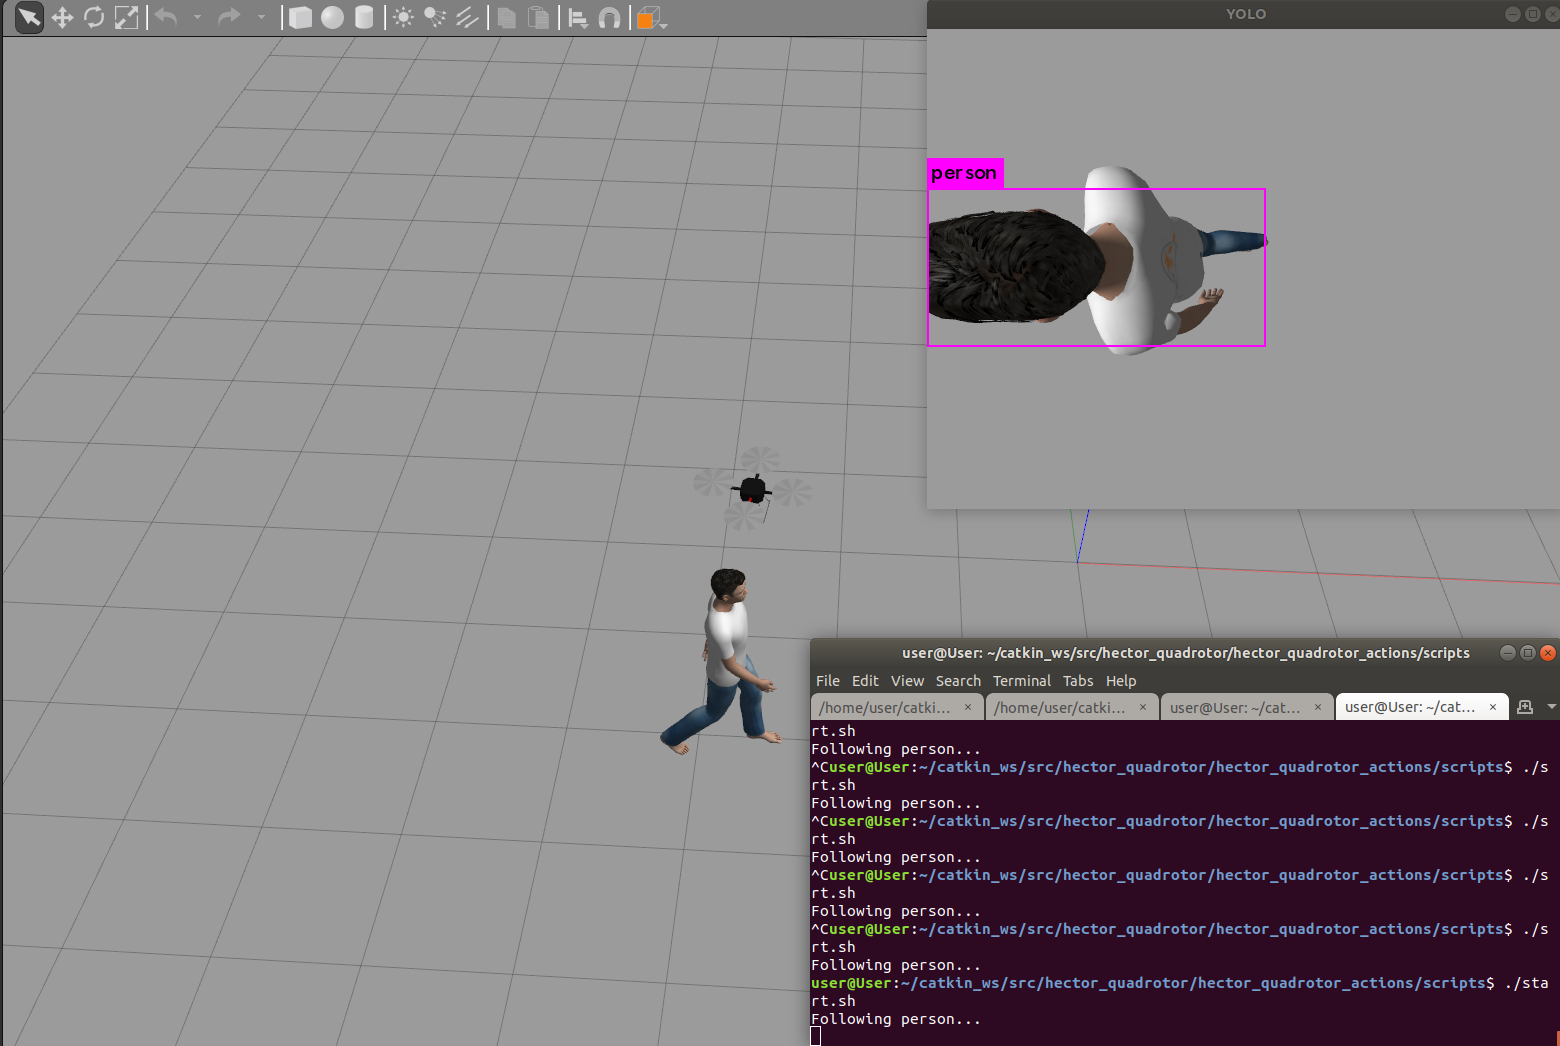 YOLO
person
user@User: ~/catkin_ws/src/hector_quadrotor/hector_quadrotor_actions/scripts
File Edit View Search Terminal Tabs Help
/home/user/catki... × /home/user/catki... × user@User: ~/cat... × user@User: ~/cat... ×
rt.sh
Following person...
^Cuser@User:~/catkin_ws/src/hector_quadrotor/hector_quadrotor_actions/scripts$ ./s
rt.sh
Following person...
^Cuser@User:~/catkin_ws/src/hector_quadrotor/hector_quadrotor_actions/scripts$ ./s
rt.sh
Following person...
^Cuser@User:~/catkin_ws/src/hector_quadrotor/hector_quadrotor_actions/scripts$ ./s
rt.sh
Following person...
^Cuser@User:~/catkin_ws/src/hector_quadrotor/hector_quadrotor_actions/scripts$ ./s
rt.sh
Following person...
user@User:~/catkin_ws/src/hector_quadrotor/hector_quadrotor_actions/scripts$ ./sta
rt.sh
Following person...